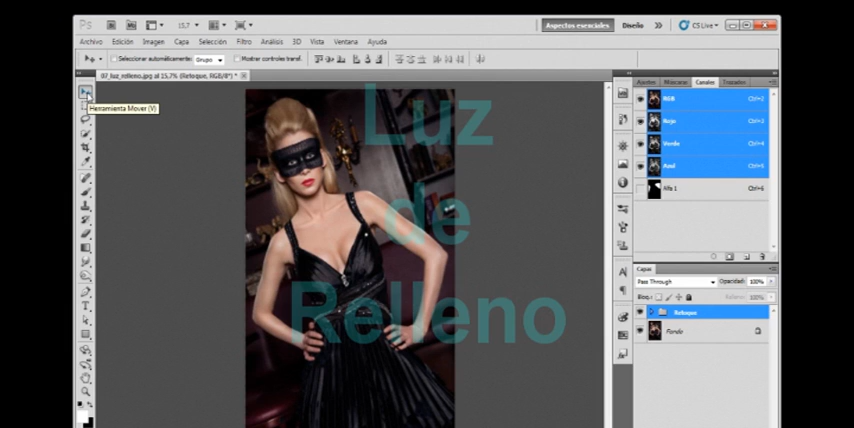 Ps
15,7
Aspectos esenciales
Diseño
CS Live
Archivo Edición Imagen Capa Selección Filtro Análisis 3D Vista Ventana Ayuda
Seleccionar automáticamente: Grupo Mostrar controles transf.
07_luz_relleno.jpg al 15,7% (Retoque, RGB/8*) *
Herramienta Mover (V)
Luz
de
Relleno
Ajustes Máscaras Canales Trazados
RGB Ctrl+2
Rojo Ctrl+3
Verde Ctrl+4
Azul Ctrl+5
Alfa 1 Ctrl+6
Capas
Pass Through Opacidad: 100%
Bloq.: Relleno: 100%
Retoque
Fondo